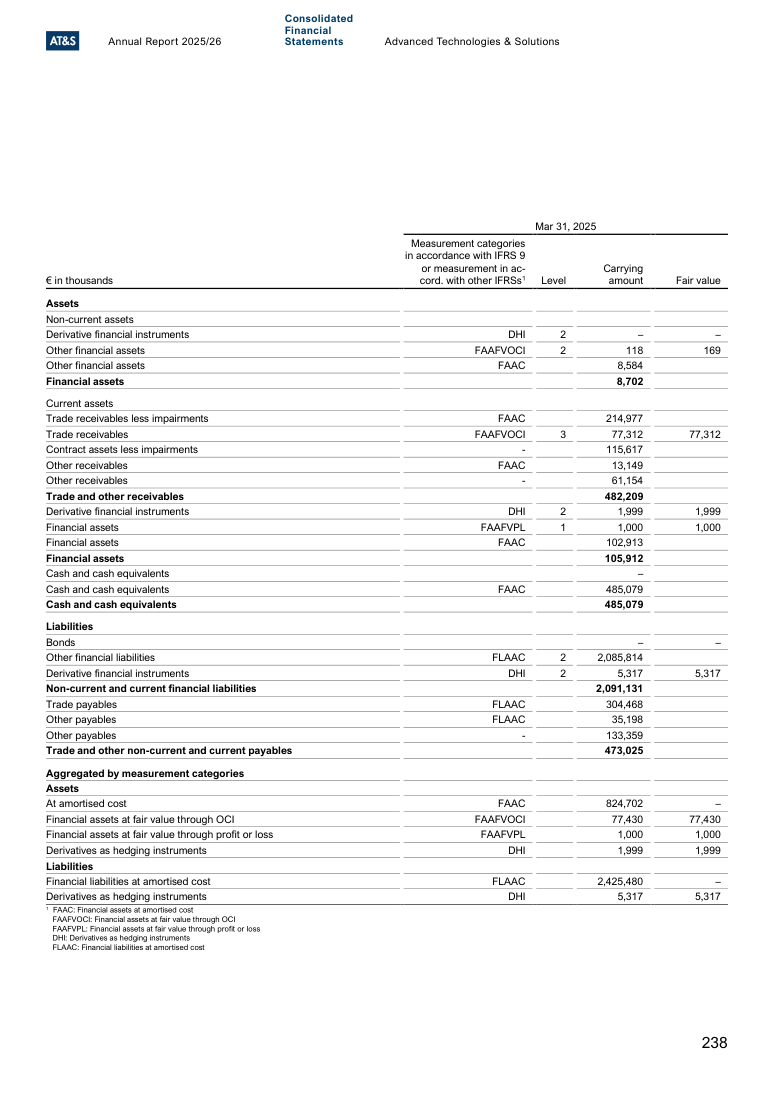 AT&S
Annual Report 2025/26
Consolidated
Financial
Statements
Advanced Technologies & Solutions
Mar 31, 2025
€ in thousands
Measurement categories
in accordance with IFRS 9
or measurement in ac-
cord. with other IFRSs¹
Level
Carrying
amount
Fair value
Assets
Non-current assets
Derivative financial instruments DHI 2 – –
Other financial assets FAAFVOCI 2 118 169
Other financial assets FAAC 8,584
Financial assets 8,702
Current assets
Trade receivables less impairments FAAC 214,977
Trade receivables FAAFVOCI 3 77,312 77,312
Contract assets less impairments - 115,617
Other receivables FAAC 13,149
Other receivables - 61,154
Trade and other receivables 482,209
Derivative financial instruments DHI 2 1,999 1,999
Financial assets FAAFVPL 1 1,000 1,000
Financial assets FAAC 102,913
Financial assets 105,912
Cash and cash equivalents –
Cash and cash equivalents FAAC 485,079
Cash and cash equivalents 485,079
Liabilities
Bonds – –
Other financial liabilities FLAAC 2 2,085,814
Derivative financial instruments DHI 2 5,317 5,317
Non-current and current financial liabilities 2,091,131
Trade payables FLAAC 304,468
Other payables FLAAC 35,198
Other payables - 133,359
Trade and other non-current and current payables 473,025
Aggregated by measurement categories
Assets
At amortised cost FAAC 824,702 –
Financial assets at fair value through OCI FAAFVOCI 77,430 77,430
Financial assets at fair value through profit or loss FAAFVPL 1,000 1,000
Derivatives as hedging instruments DHI 1,999 1,999
Liabilities
Financial liabilities at amortised cost FLAAC 2,425,480 –
Derivatives as hedging instruments DHI 5,317 5,317
¹ FAAC: Financial assets at amortised cost
FAAFVOCI: Financial assets at fair value through OCI
FAAFVPL: Financial assets at fair value through profit or loss
DHI: Derivatives as hedging instruments
FLAAC: Financial liabilities at amortised cost
238